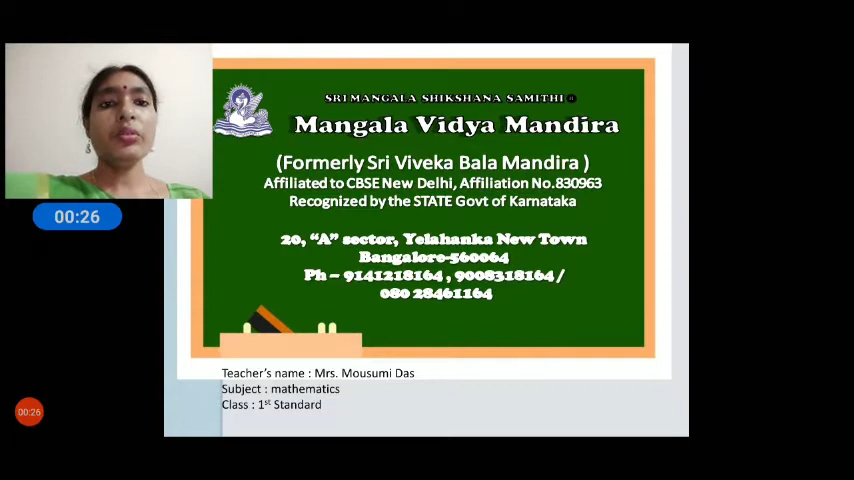 SRI MANGALA SHIKSHANA SAMITHI ®
Mangala Vidya Mandira
(Formerly Sri Viveka Bala Mandira )
Affiliated to CBSE New Delhi, Affiliation No.830963
Recognized by the STATE Govt of Karnataka
20, “A” sector, Yelahanka New Town
Bangalore-560064
Ph – 9141218164 , 9008318164 /
080 28461164
00:26
Teacher’s name : Mrs. Mousumi Das
Subject : mathematics
Class : 1st Standard
00:26